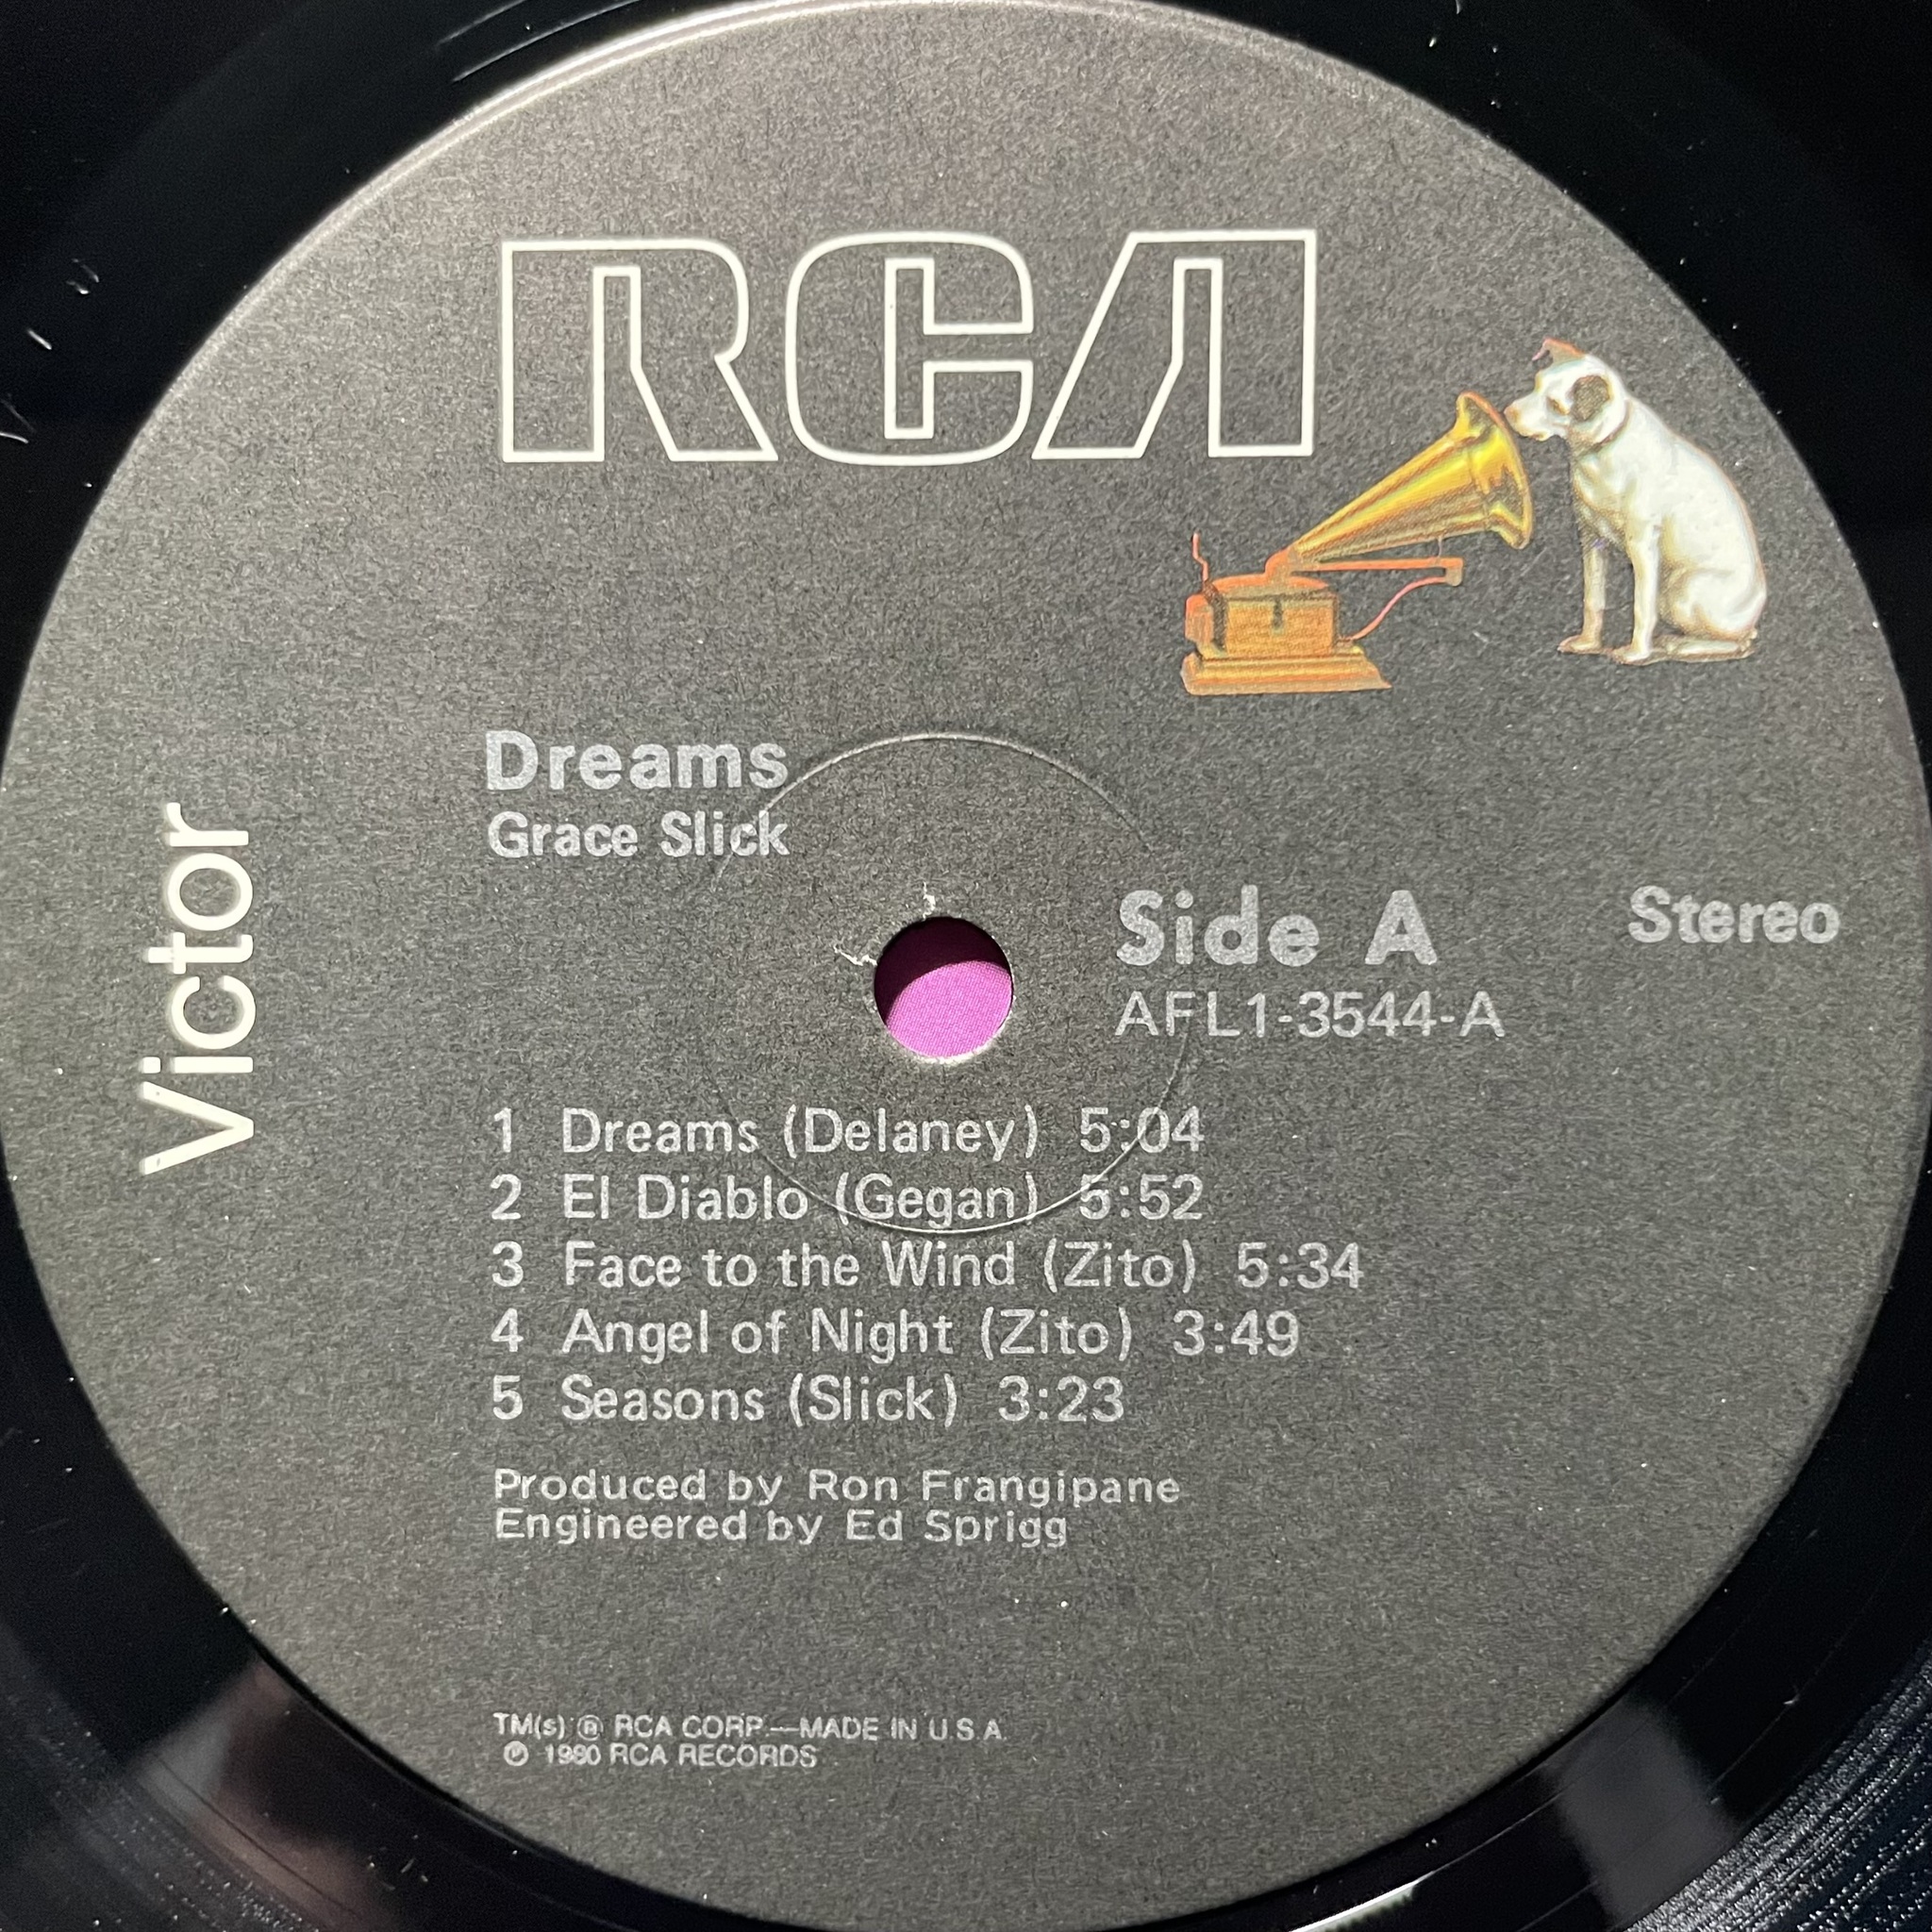 RCA
Dreams
Grace Slick
Victor
Side A
Stereo
AFL1-3544-A
1 Dreams (Delaney) 5:04
2 El Diablo (Gegan) 5:52
3 Face to the Wind (Zito) 5:34
4 Angel of Night (Zito) 3:49
5 Seasons (Slick) 3:23
Produced by Ron Frangipane
Engineered by Ed Sprigg
TM(s) ® RCA CORP.—MADE IN U.S.A.
℗ 1980 RCA RECORDS